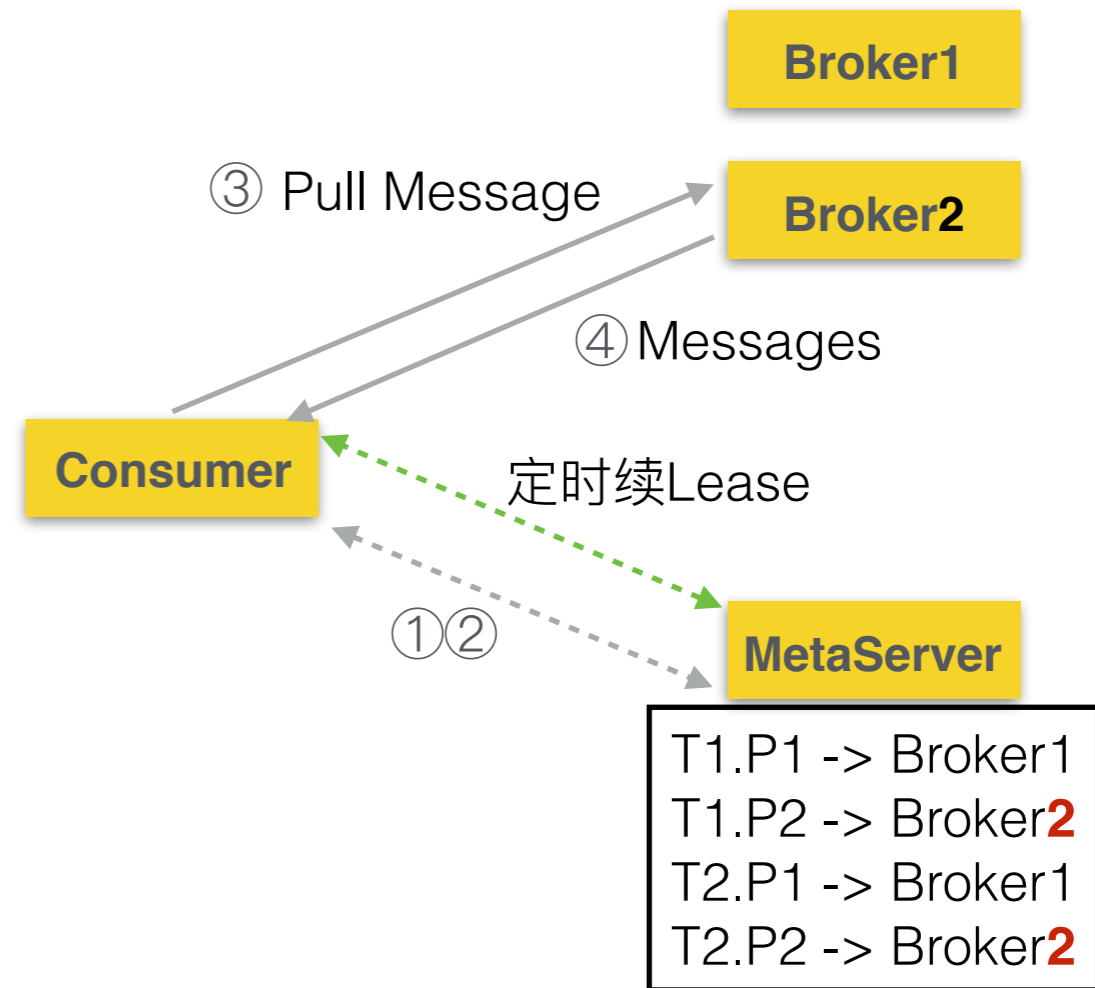 Broker1
③ Pull Message
Broker2
④ Messages
Consumer
定时续Lease
①②
MetaServer
T1.P1 -> Broker1
T1.P2 -> Broker2
T2.P1 -> Broker1
T2.P2 -> Broker2